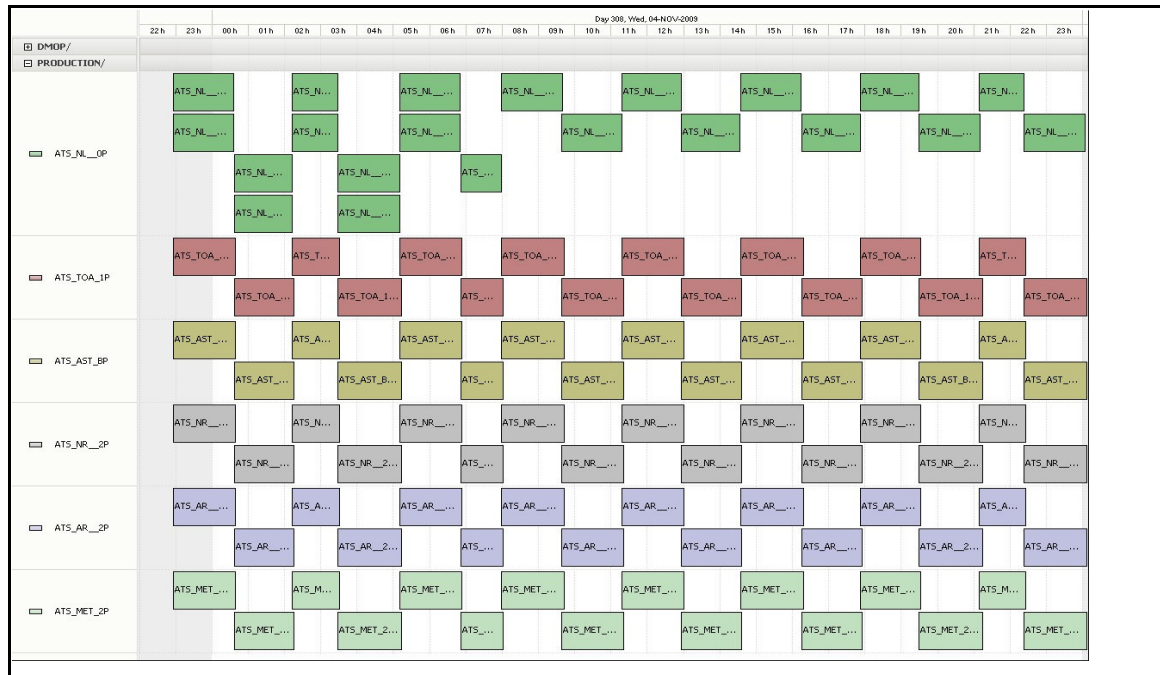 Day 308, Wed, 04-NOV-2009
22 h 23 h 00 h 01 h 02 h 03 h 04 h 05 h 06 h 07 h 08 h 09 h 10 h 11 h 12 h 13 h 14 h 15 h 16 h 17 h 18 h 19 h 20 h 21 h 22 h 23 h
DMOP/
PRODUCTION/
ATS_NL__... ATS_N... ATS_NL__... ATS_NL__... ATS_NL__... ATS_NL__... ATS_NL__... ATS_N...
ATS_NL__... ATS_N... ATS_NL__... ATS_NL__... ATS_NL__... ATS_NL__... ATS_NL__... ATS_NL__...
ATS_NL__0P
ATS_NL_... ATS_NL__... ATS_...
ATS_NL_... ATS_NL__...
ATS_TOA_... ATS_T... ATS_TOA_... ATS_TOA_... ATS_TOA_... ATS_TOA_... ATS_TOA_... ATS_T...
ATS_TOA_1P
ATS_TOA_... ATS_TOA_1... ATS_... ATS_TOA_... ATS_TOA_... ATS_TOA_... ATS_TOA_1... ATS_TOA_...
ATS_AST_... ATS_A... ATS_AST_... ATS_AST_... ATS_AST_... ATS_AST_... ATS_AST_... ATS_A...
ATS_AST_BP
ATS_AST_... ATS_AST_B... ATS_... ATS_AST_... ATS_AST_... ATS_AST_... ATS_AST_B... ATS_AST_...
ATS_NR__... ATS_N... ATS_NR__... ATS_NR__... ATS_NR__... ATS_NR__... ATS_NR__... ATS_N...
ATS_NR__2P
ATS_NR__... ATS_NR__2... ATS_... ATS_NR__... ATS_NR__... ATS_NR__... ATS_NR__2... ATS_NR__...
ATS_AR__... ATS_A... ATS_AR__... ATS_AR__... ATS_AR__... ATS_AR__... ATS_AR__... ATS_A...
ATS_AR__2P
ATS_AR__... ATS_AR__2... ATS_... ATS_AR__... ATS_AR__... ATS_AR__... ATS_AR__2... ATS_AR__...
ATS_MET_... ATS_M... ATS_MET_... ATS_MET_... ATS_MET_... ATS_MET_... ATS_MET_... ATS_M...
ATS_MET_2P
ATS_MET_... ATS_MET_2... ATS_... ATS_MET_... ATS_MET_... ATS_MET_... ATS_MET_2... ATS_MET_...